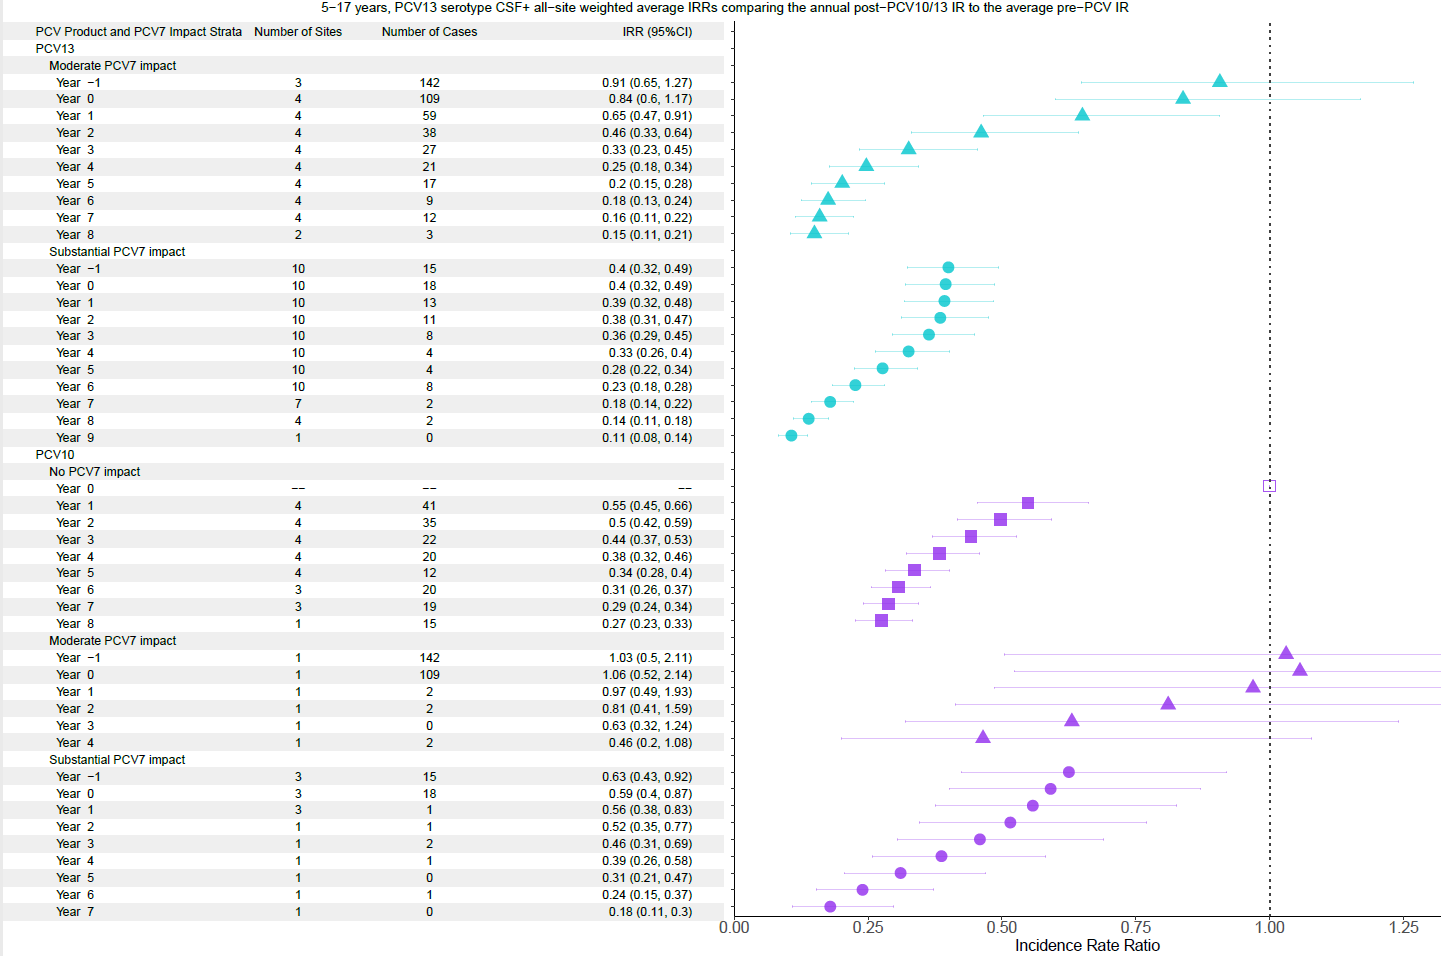 5−17 years, PCV13 serotype CSF+ all−site weighted average IRRs comparing the annual post−PCV10/13 IR to the average pre−PCV IR
PCV Product and PCV7 Impact Strata Number of Sites Number of Cases IRR (95%CI)
PCV13
Moderate PCV7 impact
Year −1 3 142 0.91 (0.65, 1.27)
Year 0 4 109 0.84 (0.6, 1.17)
Year 1 4 59 0.65 (0.47, 0.91)
Year 2 4 38 0.46 (0.33, 0.64)
Year 3 4 27 0.33 (0.23, 0.45)
Year 4 4 21 0.25 (0.18, 0.34)
Year 5 4 17 0.2 (0.15, 0.28)
Year 6 4 9 0.18 (0.13, 0.24)
Year 7 4 12 0.16 (0.11, 0.22)
Year 8 2 3 0.15 (0.11, 0.21)
Substantial PCV7 impact
Year −1 10 15 0.4 (0.32, 0.49)
Year 0 10 18 0.4 (0.32, 0.49)
Year 1 10 13 0.39 (0.32, 0.48)
Year 2 10 11 0.38 (0.31, 0.47)
Year 3 10 8 0.36 (0.29, 0.45)
Year 4 10 4 0.33 (0.26, 0.4)
Year 5 10 4 0.28 (0.22, 0.34)
Year 6 10 8 0.23 (0.18, 0.28)
Year 7 7 2 0.18 (0.14, 0.22)
Year 8 4 2 0.14 (0.11, 0.18)
Year 9 1 0 0.11 (0.08, 0.14)
PCV10
No PCV7 impact
Year 0 −− −− −−
Year 1 4 41 0.55 (0.45, 0.66)
Year 2 4 35 0.5 (0.42, 0.59)
Year 3 4 22 0.44 (0.37, 0.53)
Year 4 4 20 0.38 (0.32, 0.46)
Year 5 4 12 0.34 (0.28, 0.4)
Year 6 3 20 0.31 (0.26, 0.37)
Year 7 3 19 0.29 (0.24, 0.34)
Year 8 1 15 0.27 (0.23, 0.33)
Moderate PCV7 impact
Year −1 1 142 1.03 (0.5, 2.11)
Year 0 1 109 1.06 (0.52, 2.14)
Year 1 1 2 0.97 (0.49, 1.93)
Year 2 1 2 0.81 (0.41, 1.59)
Year 3 1 0 0.63 (0.32, 1.24)
Year 4 1 2 0.46 (0.2, 1.08)
Substantial PCV7 impact
Year −1 3 15 0.63 (0.43, 0.92)
Year 0 3 18 0.59 (0.4, 0.87)
Year 1 3 1 0.56 (0.38, 0.83)
Year 2 1 1 0.52 (0.35, 0.77)
Year 3 1 2 0.46 (0.31, 0.69)
Year 4 1 1 0.39 (0.26, 0.58)
Year 5 1 0 0.31 (0.21, 0.47)
Year 6 1 1 0.24 (0.15, 0.37)
Year 7 1 0 0.18 (0.11, 0.3)
0.00 0.25 0.50 0.75 1.00 1.25
Incidence Rate Ratio